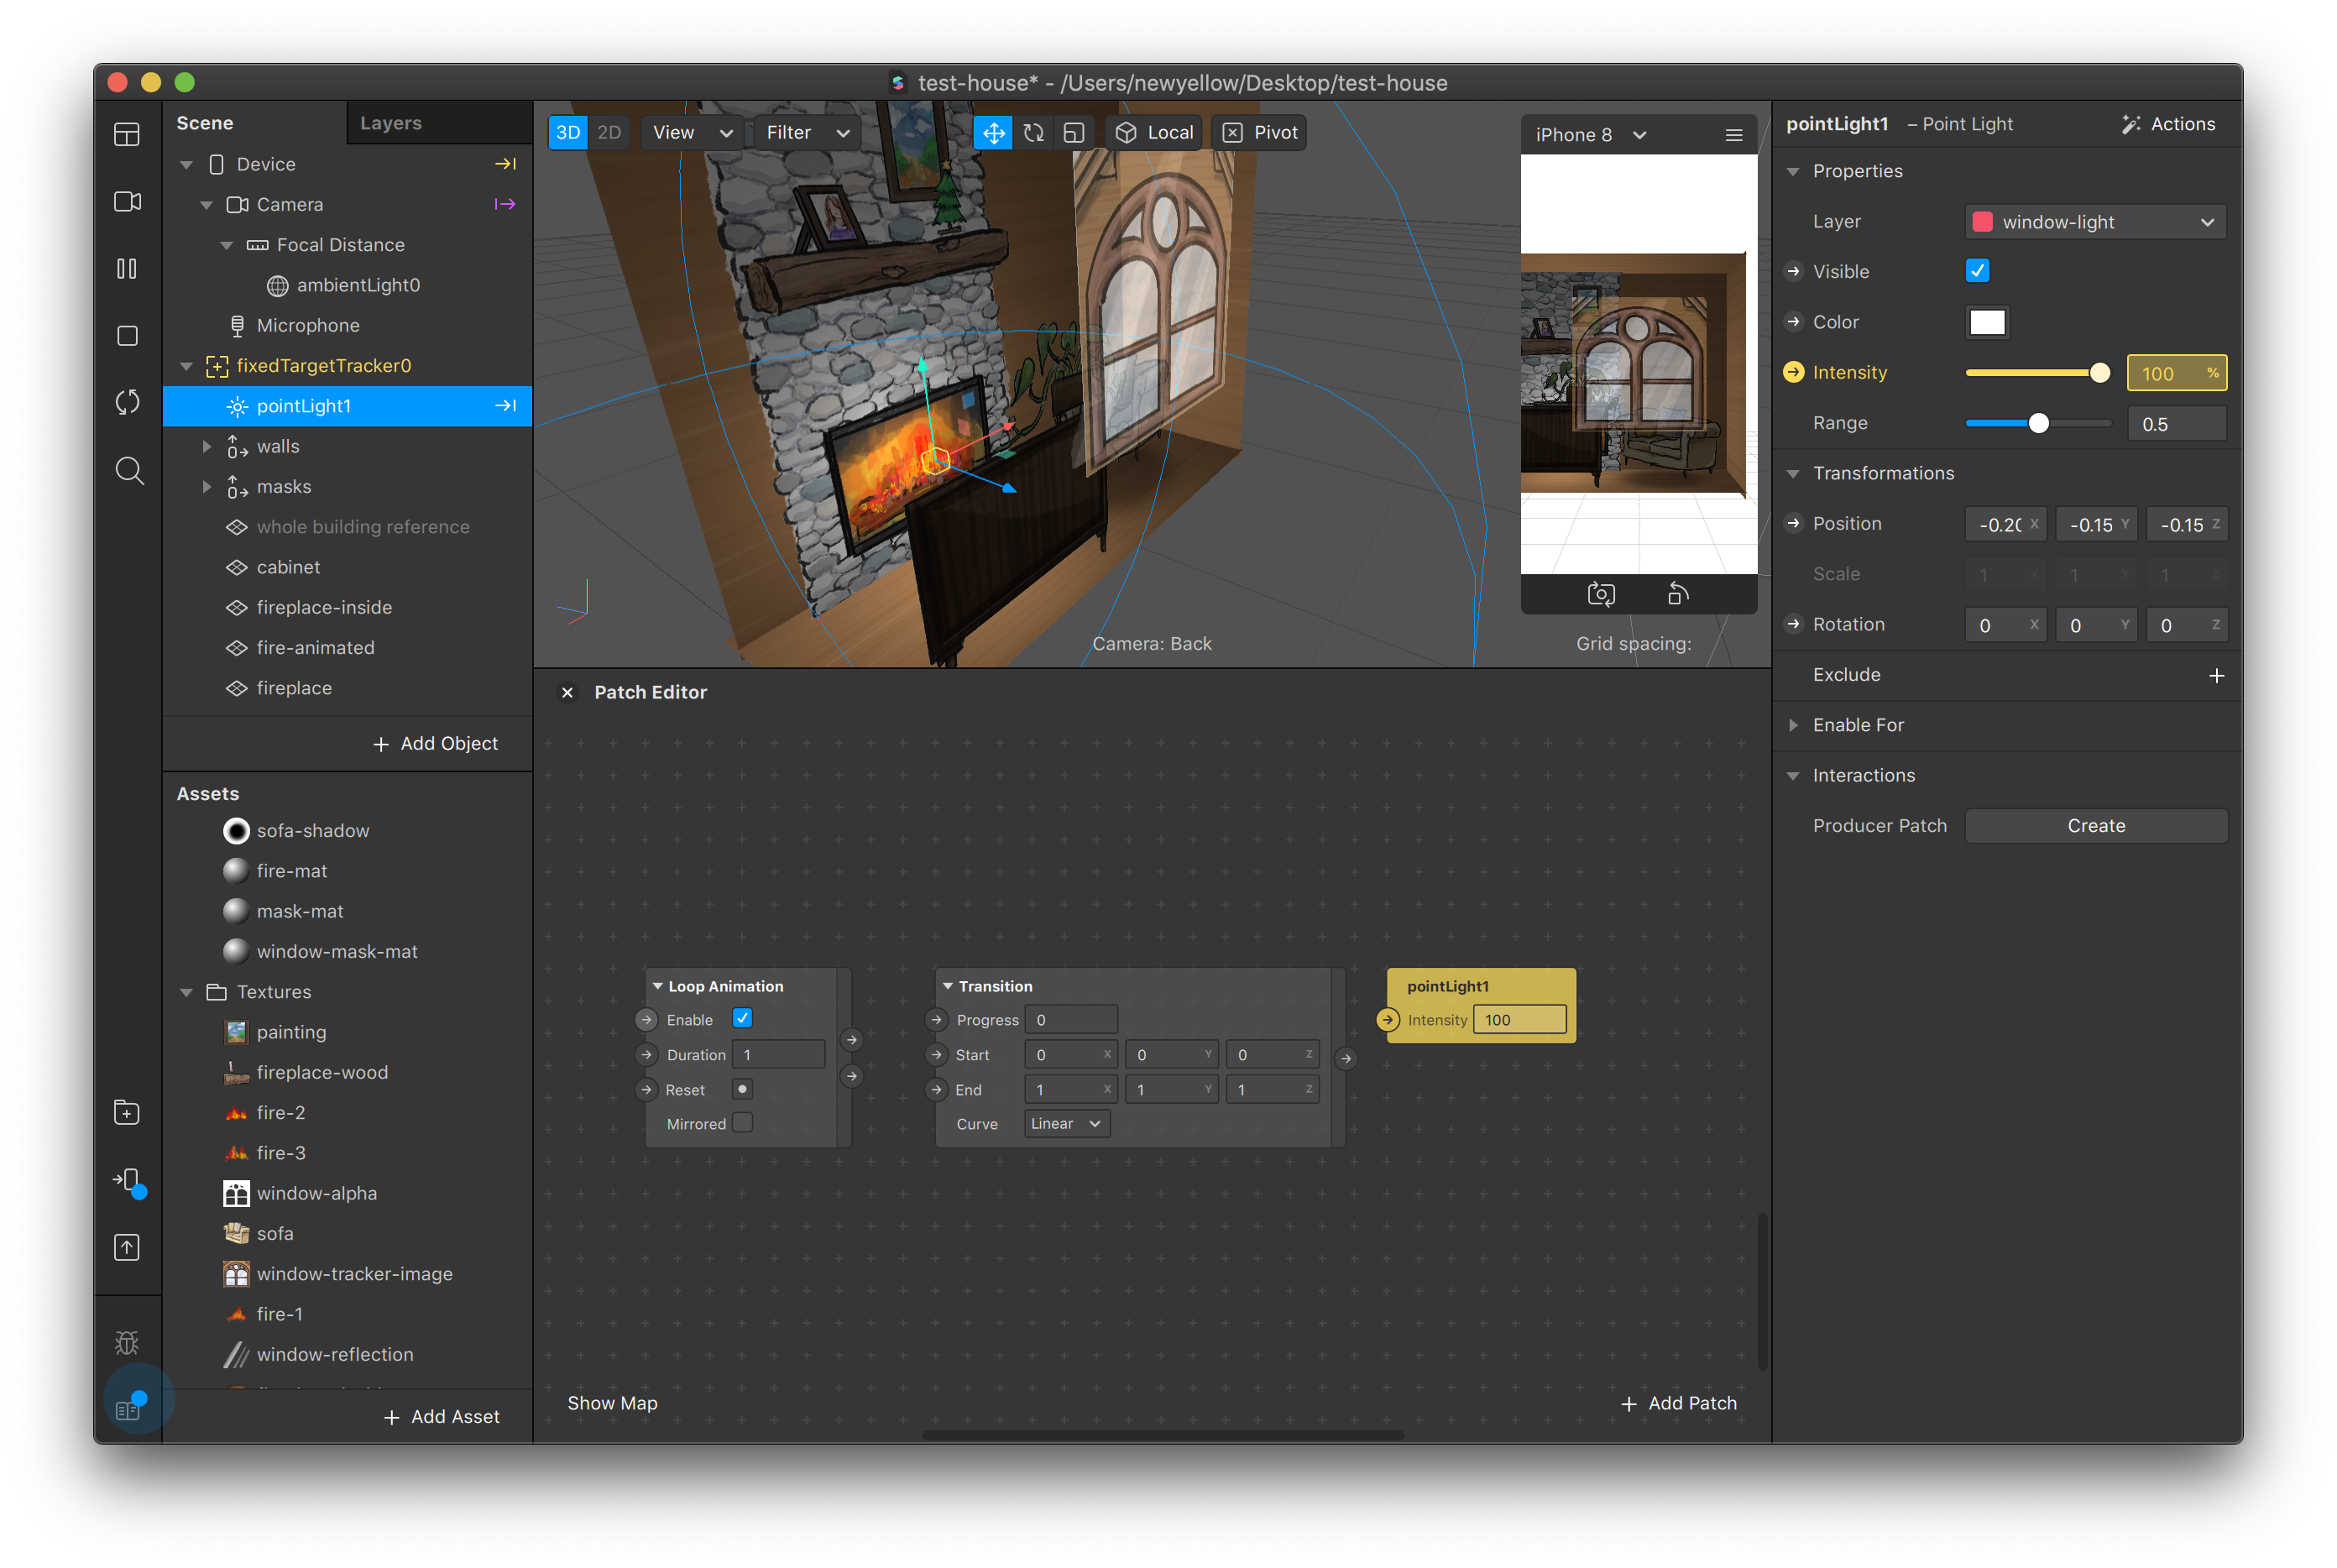 test-house* - /Users/newyellow/Desktop/test-house
Scene
Layers
Device
Camera
Focal Distance
ambientLight0
Microphone
fixedTargetTracker0
pointLight1
walls
masks
whole building reference
cabinet
fireplace-inside
fire-animated
fireplace
+ Add Object
Assets
sofa-shadow
fire-mat
mask-mat
window-mask-mat
Textures
painting
fireplace-wood
fire-2
fire-3
window-alpha
sofa
window-tracker-image
fire-1
window-reflection
+ Add Asset
3D 2D View Filter Local Pivot
iPhone 8
Camera: Back
Grid spacing:
Patch Editor
Loop Animation
Enable
Duration 1
Reset
Mirrored
Transition
Progress 0
Start 0 X 0 Y 0 Z
End 1 X 1 Y 1 Z
Curve Linear
pointLight1
Intensity 100
Show Map
+ Add Patch
pointLight1 – Point Light Actions
Properties
Layer window-light
Visible
Color
Intensity 100 %
Range 0.5
Transformations
Position -0.20 X -0.15 Y -0.15 Z
Scale 1 X 1 Y 1 Z
Rotation 0 X 0 Y 0 Z
Exclude +
Enable For
Interactions
Producer Patch Create